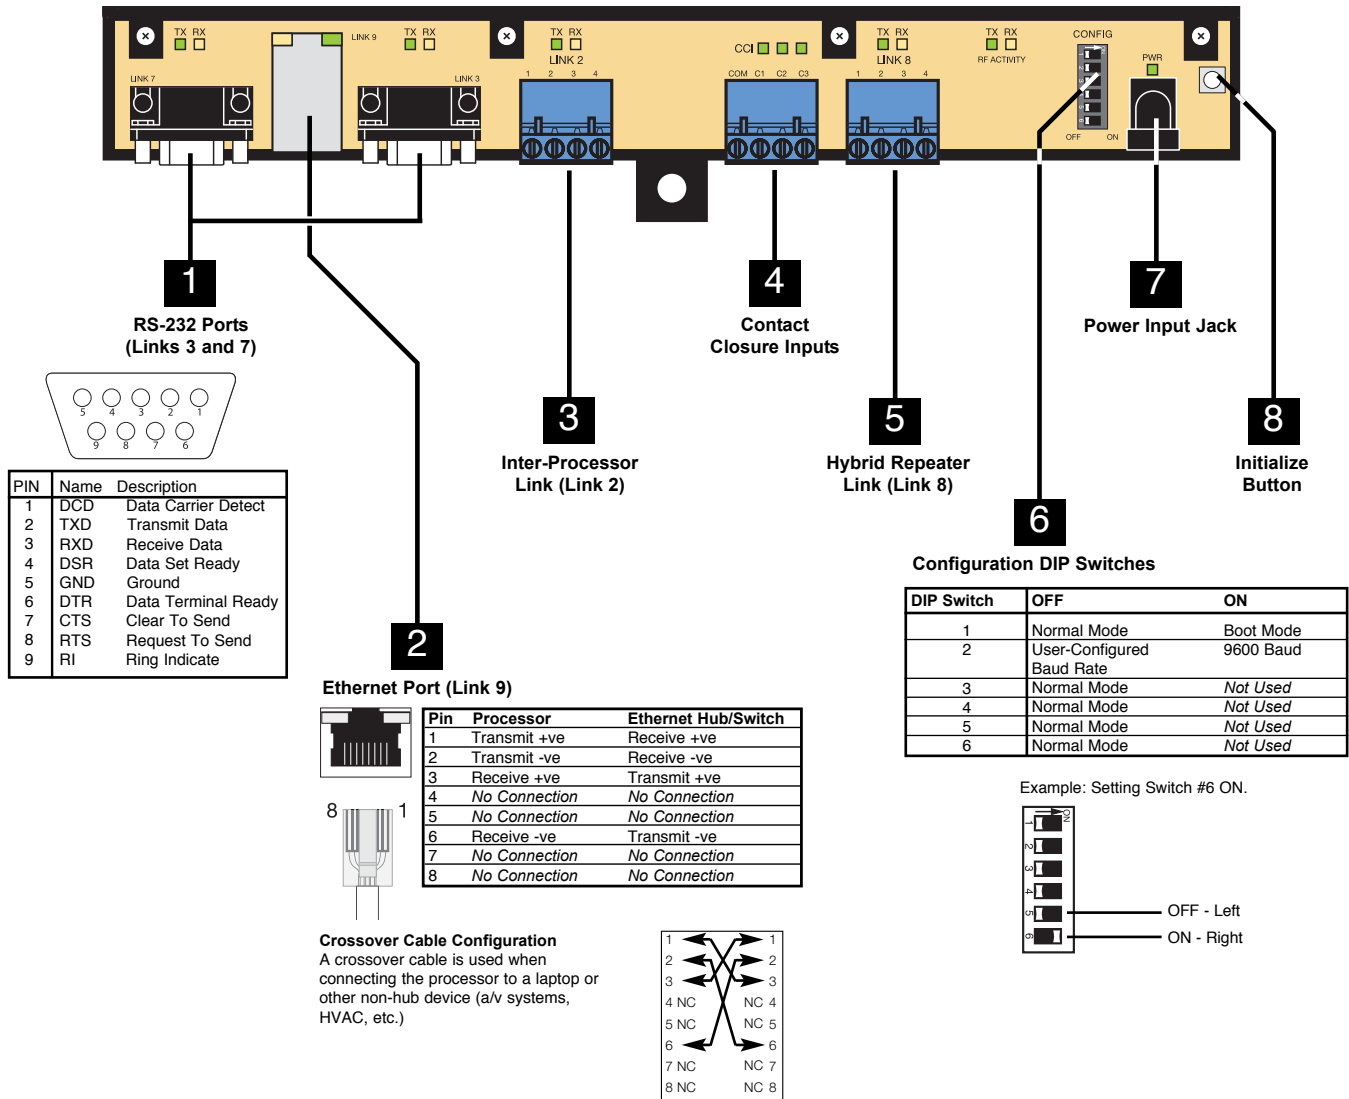 TX RX
LINK 9
TX RX
TX RX
LINK 2
1 2 3 4
CCI
COM C1 C2 C3
TX RX
LINK 8
1 2 3 4
TX RX
RF ACTIVITY
CONFIG
1
2
3
5
6
OFF ON
PWR
LINK 7
LINK 3
1
RS-232 Ports
(Links 3 and 7)
4
Contact
Closure Inputs
7
Power Input Jack
3
Inter-Processor
Link (Link 2)
5
Hybrid Repeater
Link (Link 8)
8
Initialize
Button
5 4 3 2 1
9 8 7 6
PIN Name Description
1 DCD Data Carrier Detect
2 TXD Transmit Data
3 RXD Receive Data
4 DSR Data Set Ready
5 GND Ground
6 DTR Data Terminal Ready
7 CTS Clear To Send
8 RTS Request To Send
9 RI Ring Indicate
6
Configuration DIP Switches
DIP Switch OFF ON
1 Normal Mode Boot Mode
2 User-Configured 9600 Baud
Baud Rate
3 Normal Mode Not Used
4 Normal Mode Not Used
5 Normal Mode Not Used
6 Normal Mode Not Used
Example: Setting Switch #6 ON.
ON
1
2
3
4
5
6
OFF - Left
ON - Right
2
Ethernet Port (Link 9)
Pin Processor Ethernet Hub/Switch
1 Transmit +ve Receive +ve
2 Transmit -ve Receive -ve
3 Receive +ve Transmit +ve
4 No Connection No Connection
5 No Connection No Connection
6 Receive -ve Transmit -ve
7 No Connection No Connection
8 No Connection No Connection
8 1
Crossover Cable Configuration
A crossover cable is used when
connecting the processor to a laptop or
other non-hub device (a/v systems,
HVAC, etc.)
1 1
2 2
3 3
4 NC NC 4
5 NC NC 5
6 6
7 NC NC 7
8 NC NC 8